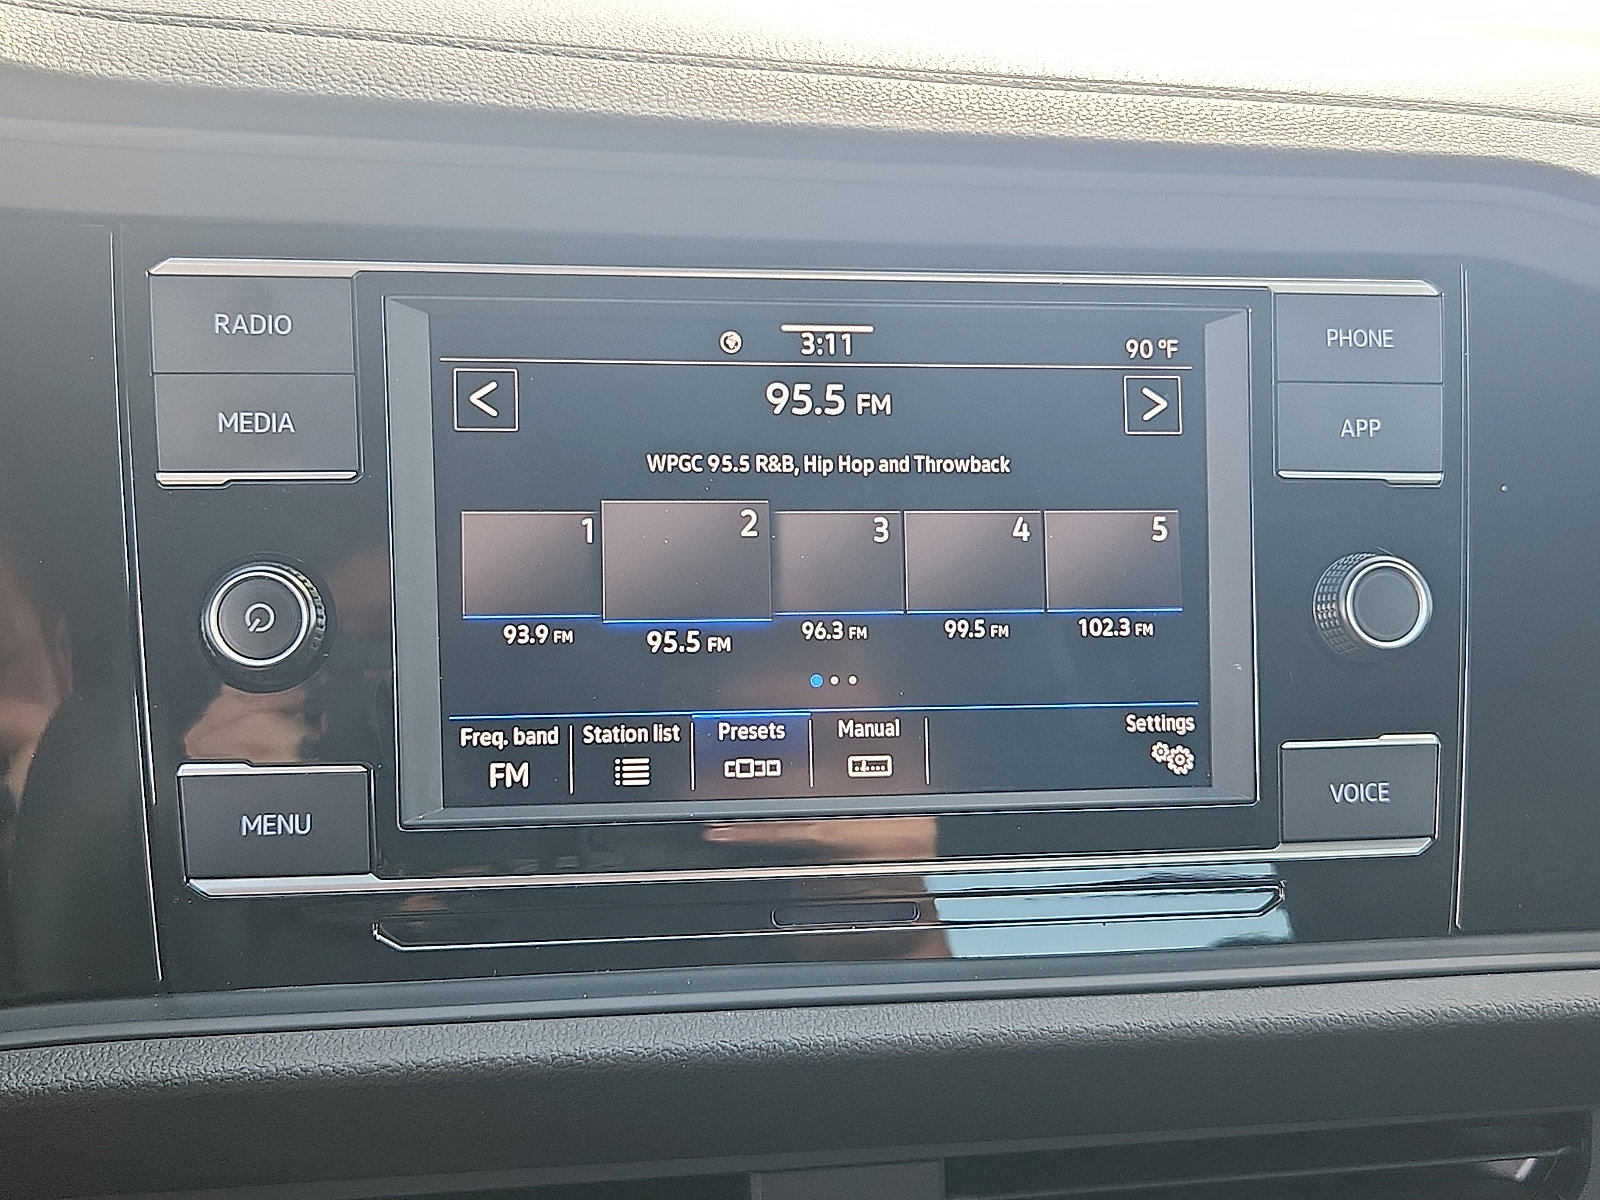 RADIO
MEDIA
MENU
PHONE
APP
VOICE
3:11
90 °F
< 95.5 FM >
WPGC 95.5 R&B, Hip Hop and Throwback
1 2 3 4 5
93.9 FM 95.5 FM 96.3 FM 99.5 FM 102.3 FM
Freq. band Station list Presets Manual Settings
FM